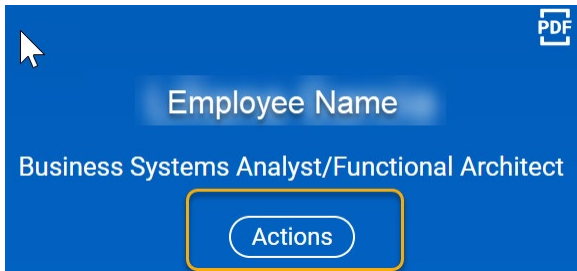 PDF
Employee Name
Business Systems Analyst/Functional Architect
Actions